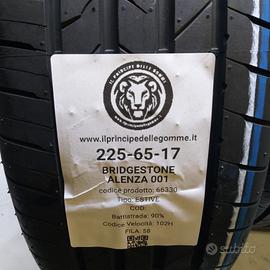 IL PRINCIPE DELLE GOMME
www.ilprincipedellegomme.it
225-65-17
BRIDGESTONE
ALENZA 001
codice prodotto: 66330
Tipo: ESTIVE
COD:
Battistrada: 90%
Codice Velocità: 102H
FILA: 58
subito